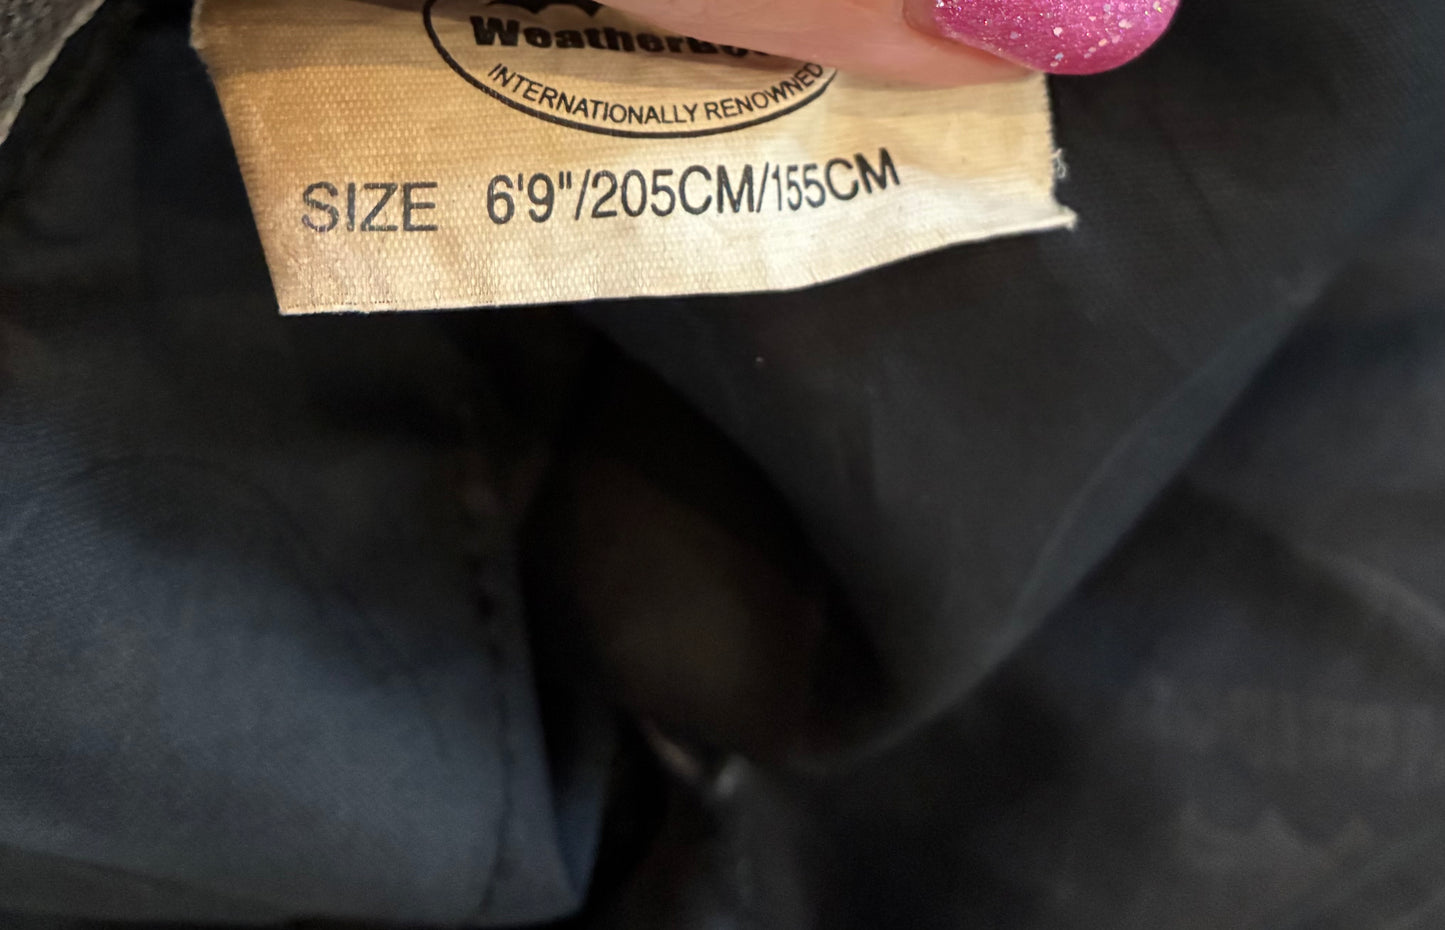 INTERNATIONALLY RENOWNED
SIZE 6'9"/205CM/155CM